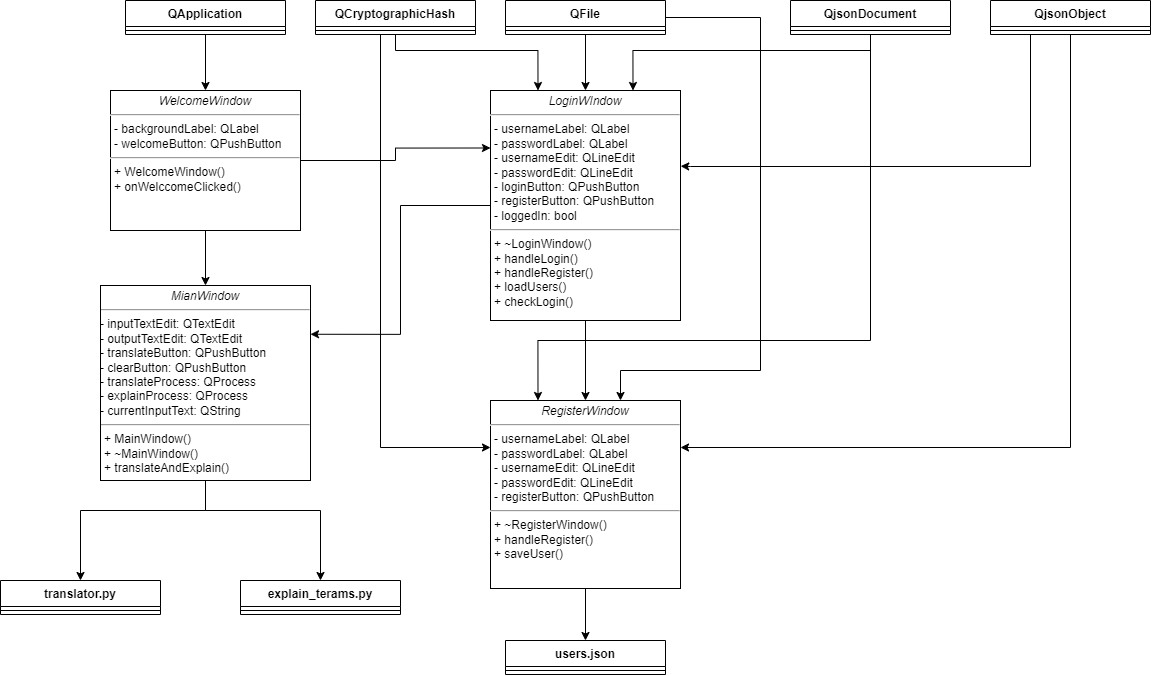 QApplication
QCryptographicHash
QFile
QjsonDocument
QjsonObject
WelcomeWindow
- backgroundLabel: QLabel
- welcomeButton: QPushButton
+ WelcomeWindow()
+ onWelccomeClicked()
LoginWIndow
- usernameLabel: QLabel
- passwordLabel: QLabel
- usernameEdit: QLineEdit
- passwordEdit: QLineEdit
- loginButton: QPushButton
- registerButton: QPushButton
- loggedIn: bool
+ ~LoginWindow()
+ handleLogin()
+ handleRegister()
+ loadUsers()
+ checkLogin()
MianWindow
- inputTextEdit: QTextEdit
- outputTextEdit: QTextEdit
- translateButton: QPushButton
- clearButton: QPushButton
- translateProcess: QProcess
- explainProcess: QProcess
- currentInputText: QString
+ MainWindow()
+ ~MainWindow()
+ translateAndExplain()
RegisterWindow
- usernameLabel: QLabel
- passwordLabel: QLabel
- usernameEdit: QLineEdit
- passwordEdit: QLineEdit
- registerButton: QPushButton
+ ~RegisterWindow()
+ handleRegister()
+ saveUser()
translator.py
explain_terams.py
users.json